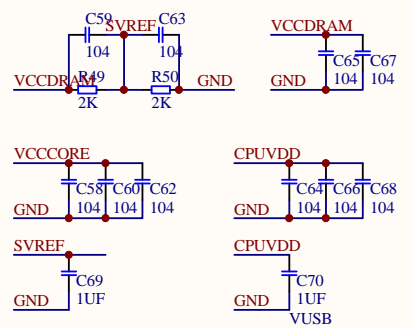 C59 SVREF C63
104 104
VCCDRAM R49 R50 GND
2K 2K
VCCDRAM
C65 C67
104 104
GND
VCCCORE
C58 C60 C62
104 104 104
GND
CPUVDD
C64 C66 C68
104 104 104
GND
SVREF
C69
1UF
GND
CPUVDD
C70
1UF
GND
VUSB